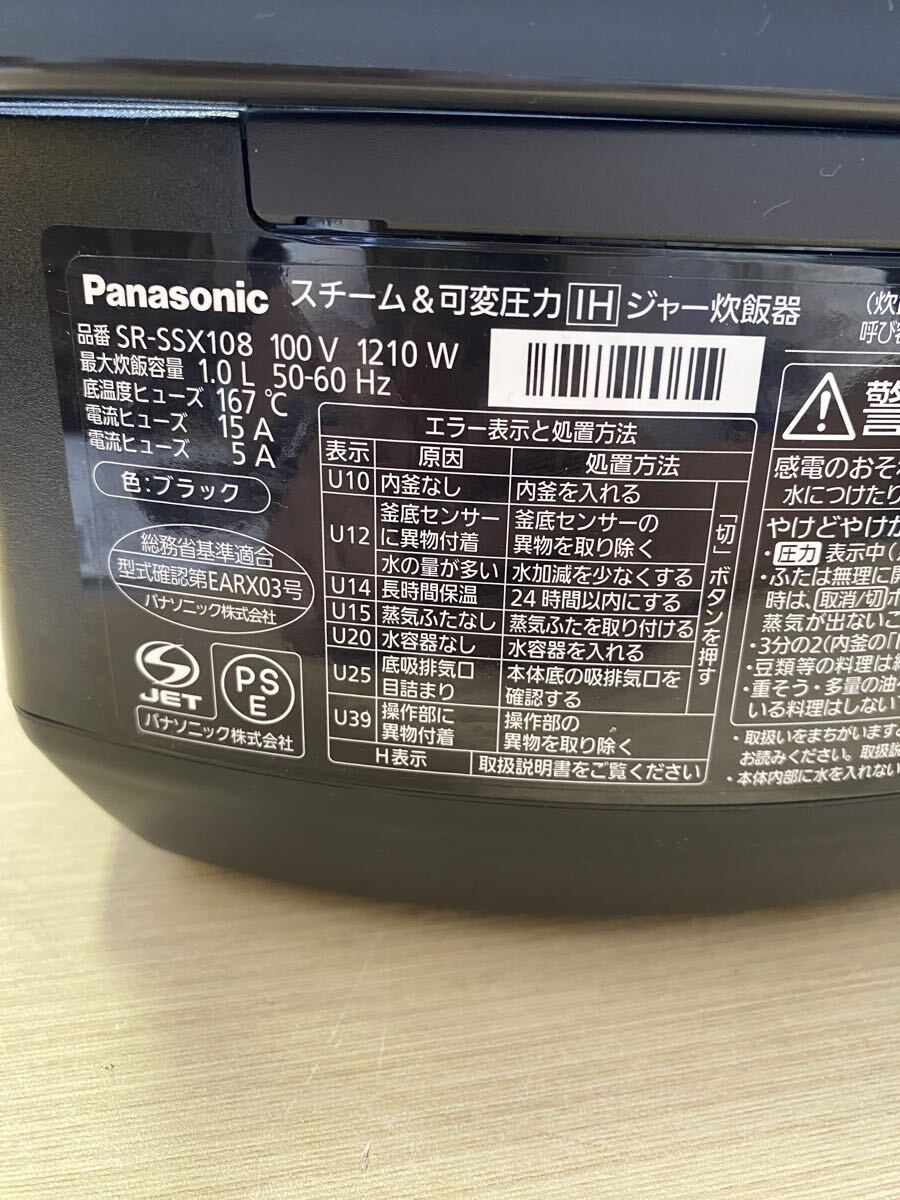 Panasonic スチーム&可変圧力 IH ジャー炊飯器
品番 SR-SSX108 100 V 1210 W
最大炊飯容量 1.0 L 50-60 Hz
底温度ヒューズ 167 ℃
電流ヒューズ 15 A
電流ヒューズ 5 A
色:ブラック
総務省基準適合
型式確認第EARX03号
パナソニック株式会社
S
JET
PS
E
パナソニック株式会社
エラー表示と処置方法
表示 原因 処置方法
U10 内釜なし 内釜を入れる
U12 釜底センサーに異物付着 釜底センサーの異物を取り除く
水の量が多い 水加減を少なくする
U14 長時間保温 24時間以内にする
U15 蒸気ふたなし 蒸気ふたを取り付ける
U20 水容器なし 水容器を入れる
U25 底吸排気口目詰まり 本体底の吸排気口を確認する
U39 操作部に異物付着 操作部の異物を取り除く
「切」ボタンを押す
H表示 取扱説明書をご覧ください
(炊
呼び容
警
感電のおそれ
水につけたり
やけどやけが
・圧力 表示中(
・ふたは無理に開
時は、取消/切 ボ
蒸気が出ないこ
・3分の2(内釜の「
・豆類等の料理は
・重そう・多量の油
いる料理はしない
・取扱いをまちがいます
お読みください。取扱説
・本体内部に水を入れない